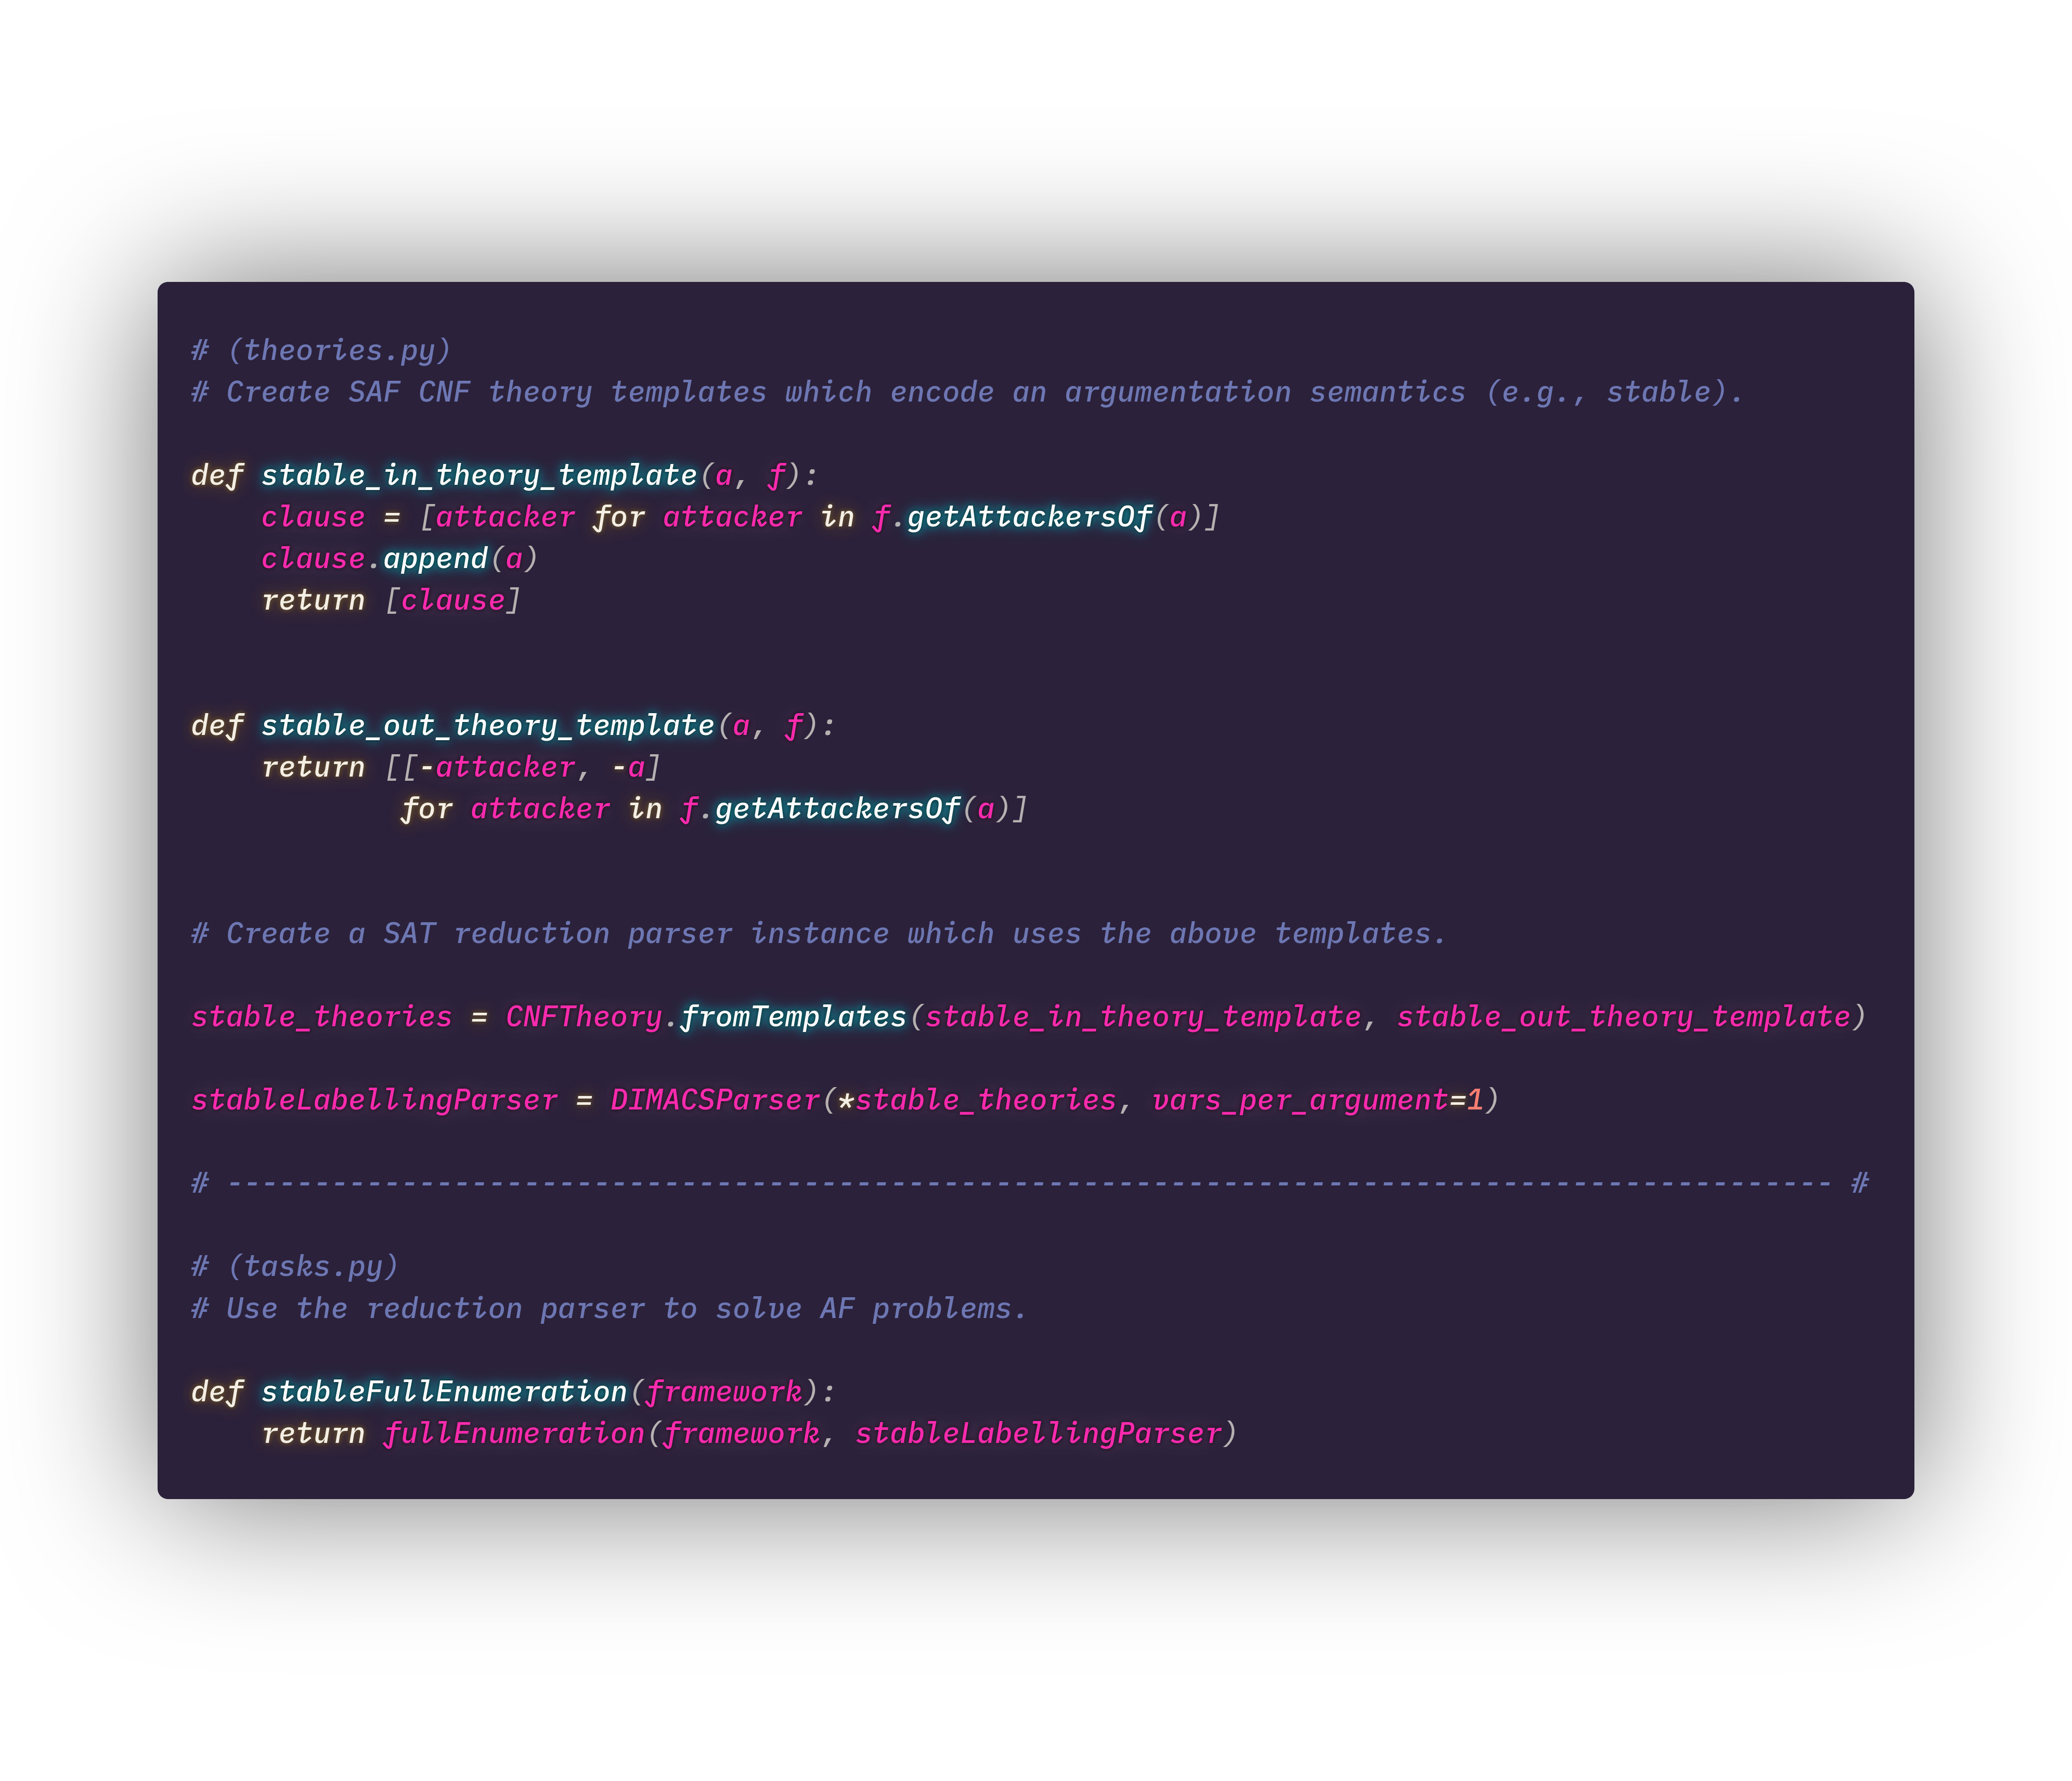 # (theories.py)
# Create SAF CNF theory templates which encode an argumentation semantics (e.g., stable).
def stable_in_theory_template(a, f):
    clause = [attacker for attacker in f.getAttackersOf(a)]
    clause.append(a)
    return [clause]
def stable_out_theory_template(a, f):
    return [[-attacker, -a]
            for attacker in f.getAttackersOf(a)]
# Create a SAT reduction parser instance which uses the above templates.
stable_theories = CNFTheory.fromTemplates(stable_in_theory_template, stable_out_theory_template)
stableLabellingParser = DIMACSParser(*stable_theories, vars_per_argument=1)
# -------------------------------------------------------------------------------------------- #
# (tasks.py)
# Use the reduction parser to solve AF problems.
def stableFullEnumeration(framework):
    return fullEnumeration(framework, stableLabellingParser)